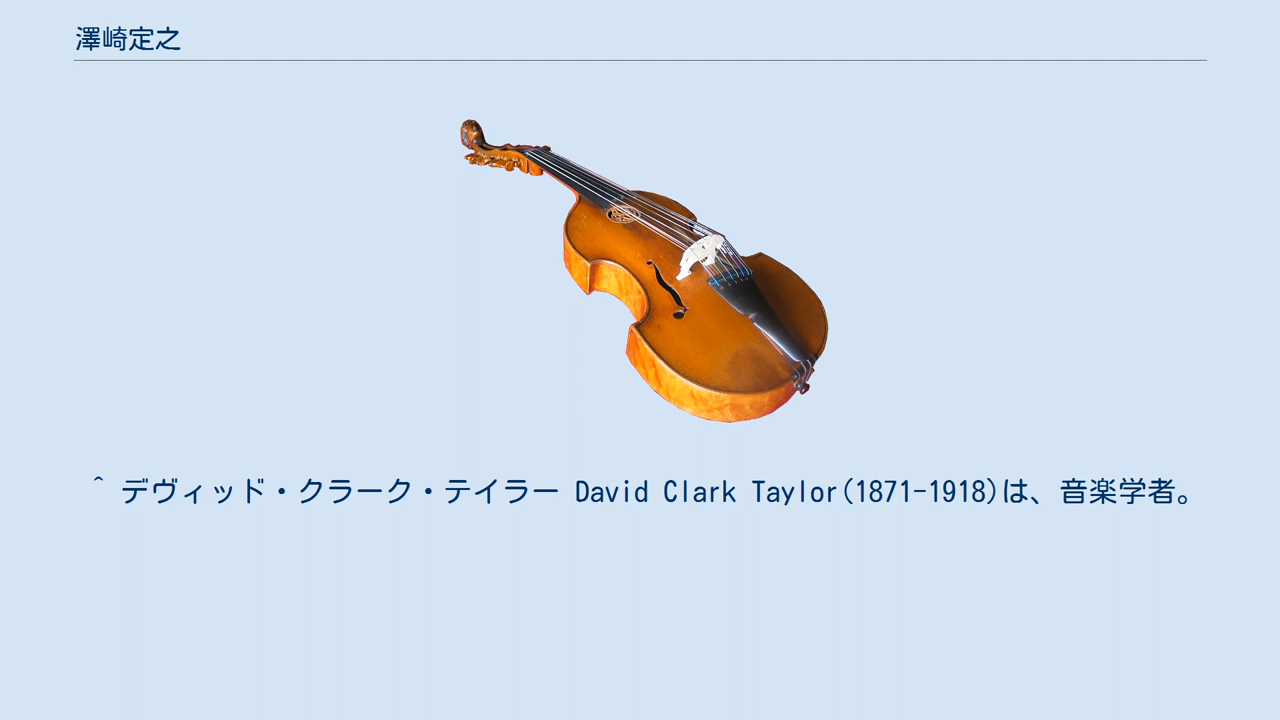 澤崎定之
^ デヴィッド・クラーク・テイラー David Clark Taylor(1871-1918)は、音楽学者。